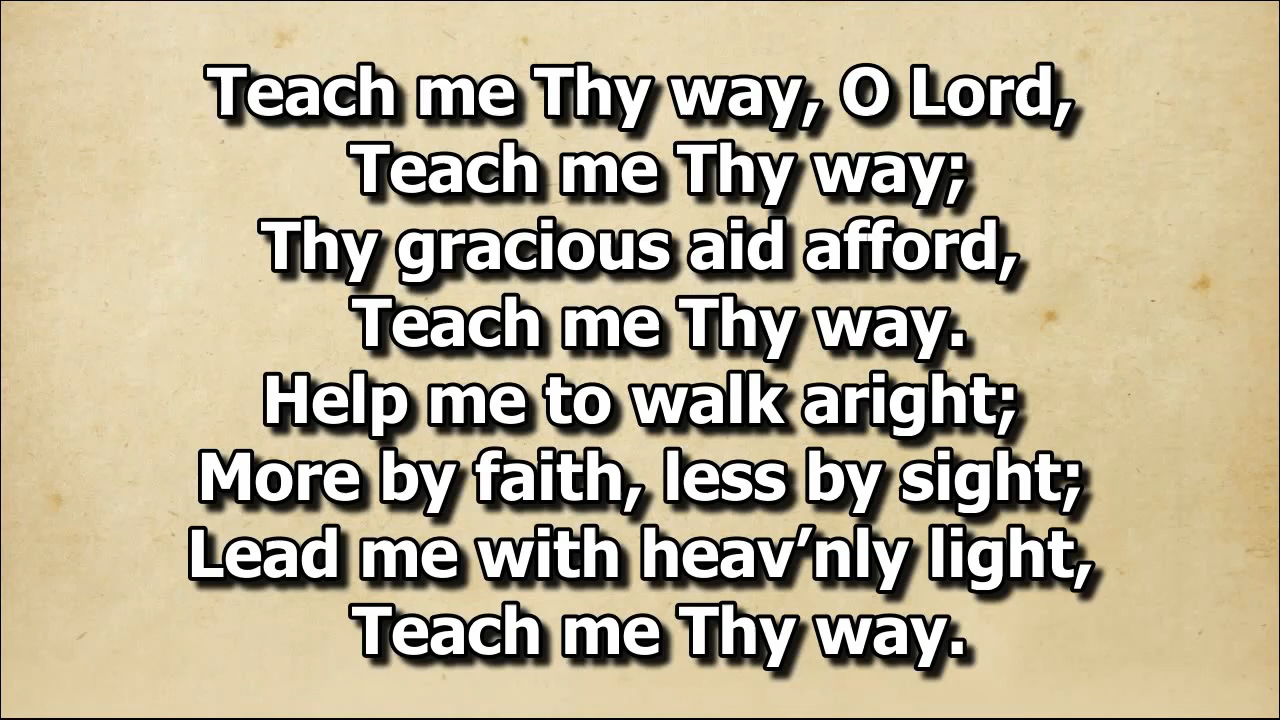 Teach me Thy way, O Lord,
Teach me Thy way;
Thy gracious aid afford,
Teach me Thy way.
Help me to walk aright;
More by faith, less by sight;
Lead me with heav’nly light,
Teach me Thy way.